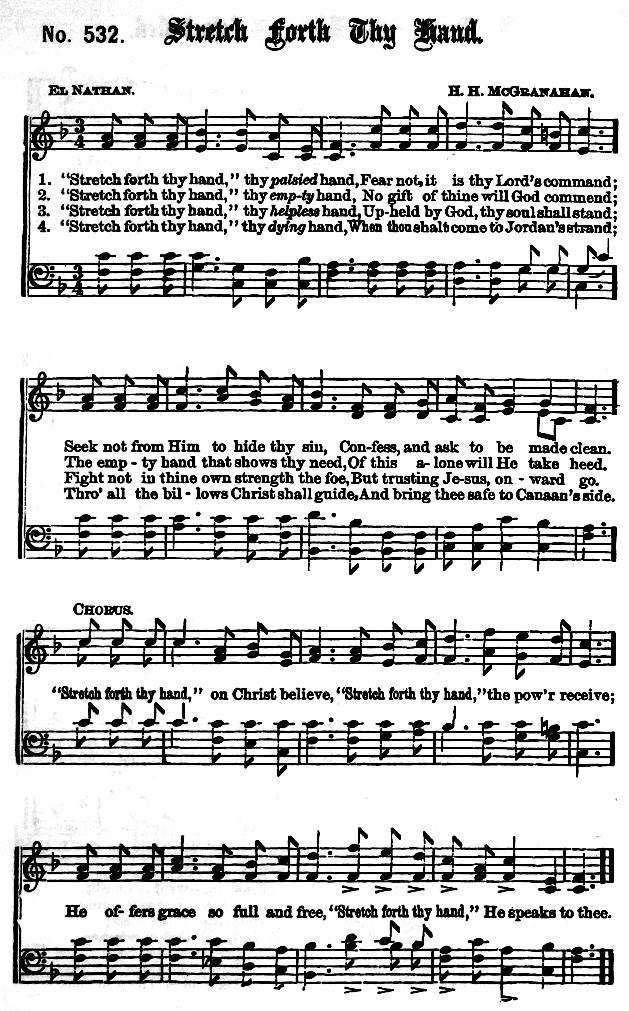 No. 532. Stretch Forth Thy Hand.
EL NATHAN. H. H. MCGRANAHAN.
1. "Stretch forth thy hand," thy palsied hand, Fear not, it is thy Lord's command;
2. "Stretch forth thy hand," thy emp-ty hand, No gift of thine will God commend;
3. "Stretch forth thy hand," thy helpless hand, Up-held by God, thy soul shall stand;
4. "Stretch forth thy hand," thy dying hand, When thou shalt come to Jordan's strand;
Seek not from Him to hide thy sin, Con-fess, and ask to be made clean.
The emp - ty hand that shows thy need, Of this a-lone will He take heed.
Fight not in thine own strength the foe, But trusting Je-sus, on - ward go.
Thro' all the bil - lows Christ shall guide, And bring thee safe to Canaan's side.
CHORUS.
"Stretch forth thy hand," on Christ believe, "Stretch forth thy hand," the pow'r receive;
He of-fers grace so full and free, "Stretch forth thy hand," He speaks to thee.